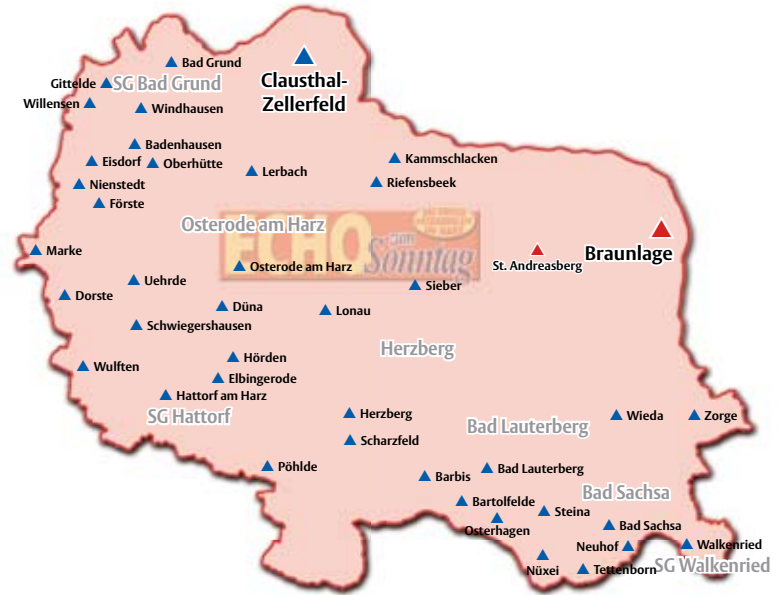 Bad Grund
Gittelde
SG Bad Grund
Clausthal-
Zellerfeld
Willensen
Windhausen
Badenhausen
Eisdorf
Oberhütte
Lerbach
Kammschlacken
Nienstedt
Riefensbeek
Förste
Osterode am Harz
ECHO
am
Sonntag
Marke
Braunlage
St. Andreasberg
Osterode am Harz
Uehrde
Sieber
Dorste
Düna
Lonau
Schwiegershausen
Herzberg
Hörden
Wulften
Elbingerode
Hattorf am Harz
SG Hattorf
Herzberg
Wieda
Zorge
Bad Lauterberg
Scharzfeld
Pöhlde
Bad Lauterberg
Barbis
Bad Sachsa
Bartolfelde
Steina
Osterhagen
Bad Sachsa
Neuhof
Walkenried
Nüxei
Tettenborn
SG Walkenried